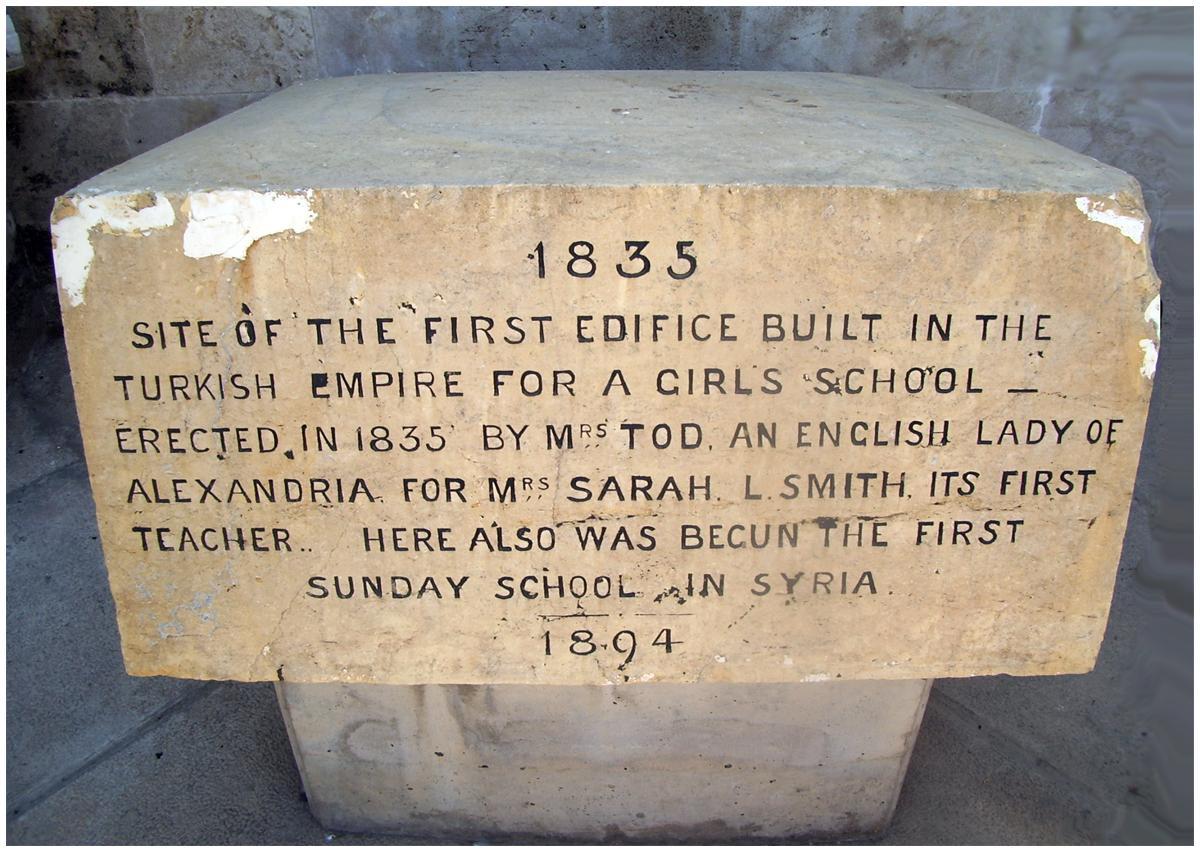 1835
SITE OF THE FIRST EDIFICE BUILT IN THE
TURKISH EMPIRE FOR A GIRLS SCHOOL —
ERECTED, IN 1835 BY MRS TOD, AN ENGLISH LADY OF
ALEXANDRIA, FOR MRS SARAH. L. SMITH, ITS FIRST
TEACHER.. HERE ALSO WAS BEGUN THE FIRST
SUNDAY SCHOOL IN SYRIA.
1894